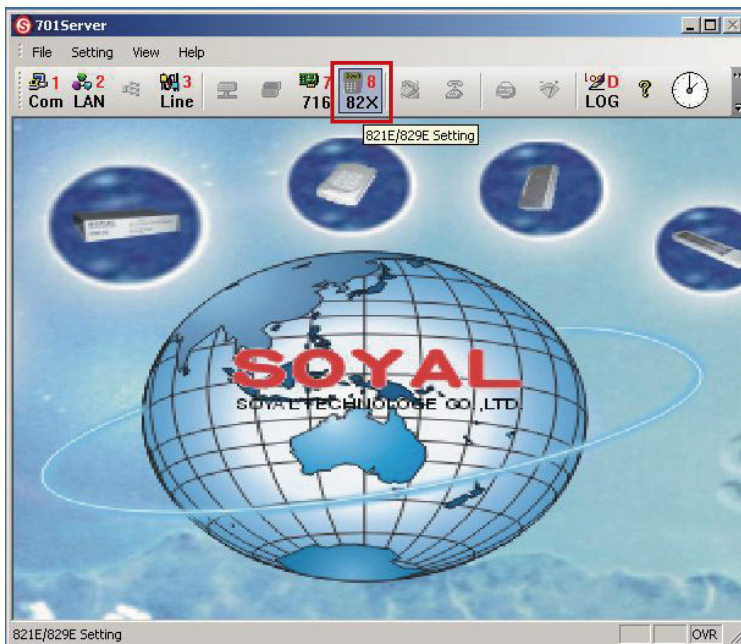 701Server
File Setting View Help
1 2 3 7 8 D
Com LAN Line 716 82X LOG
821E/829E Setting
SOYAL
SOYAL TECHNOLOGE CO.,LTD.
821E/829E Setting OVR